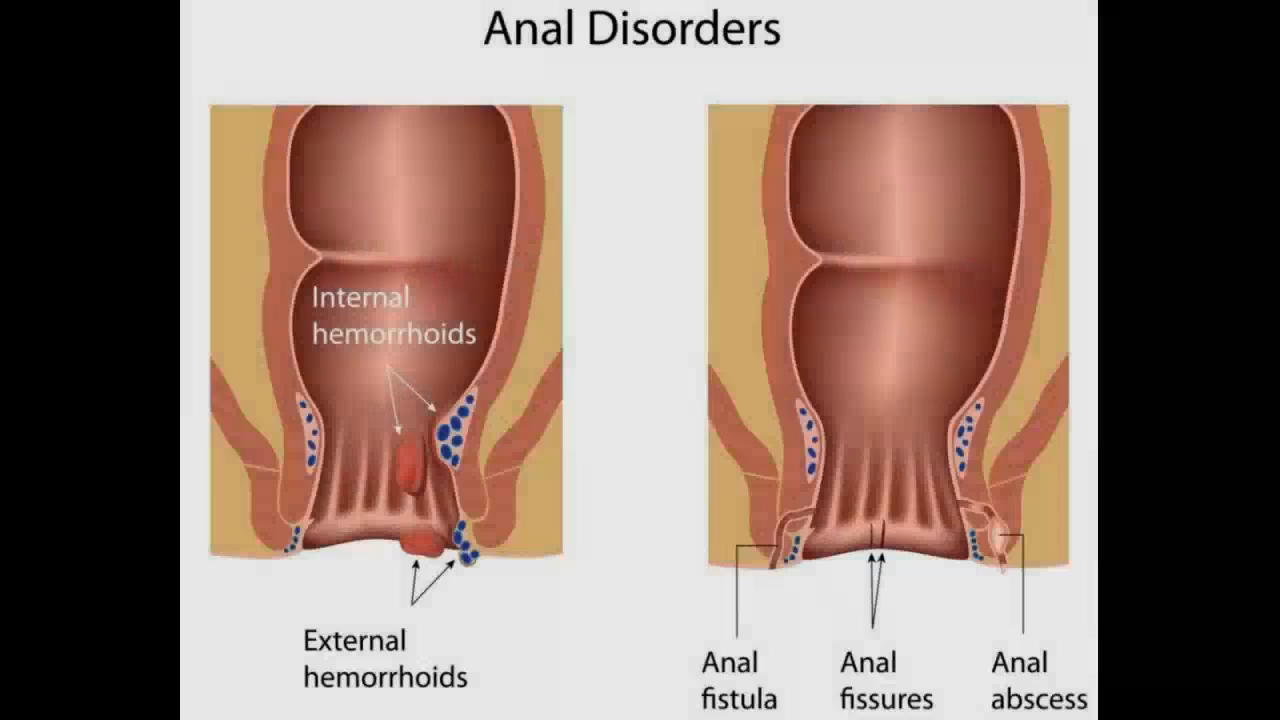 Anal Disorders
Internal
hemorrhoids
External
hemorrhoids
Anal
fistula
Anal
fissures
Anal
abscess